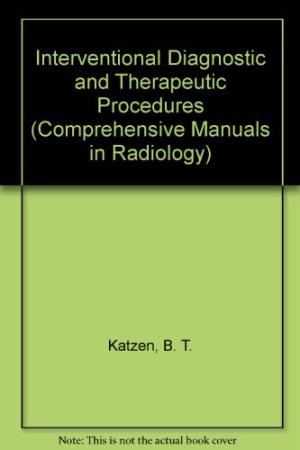 Interventional Diagnostic
and Therapeutic
Procedures
(Comprehensive Manuals
in Radiology)
Katzen, B. T.
Note: This is not the actual book cover